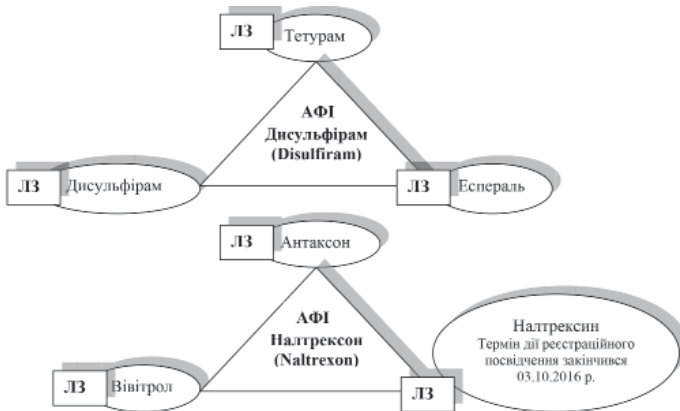 ЛЗ Тетурам
АФІ
Дисульфірам
(Disulfiram)
ЛЗ Дисульфірам
ЛЗ Еспераль
ЛЗ Антаксон
АФІ
Налтрексон
(Naltrexon)
ЛЗ Вівітрол
ЛЗ
Налтрексин
Термін дії реєстраційного
посвідчення закінчився
03.10.2016 р.